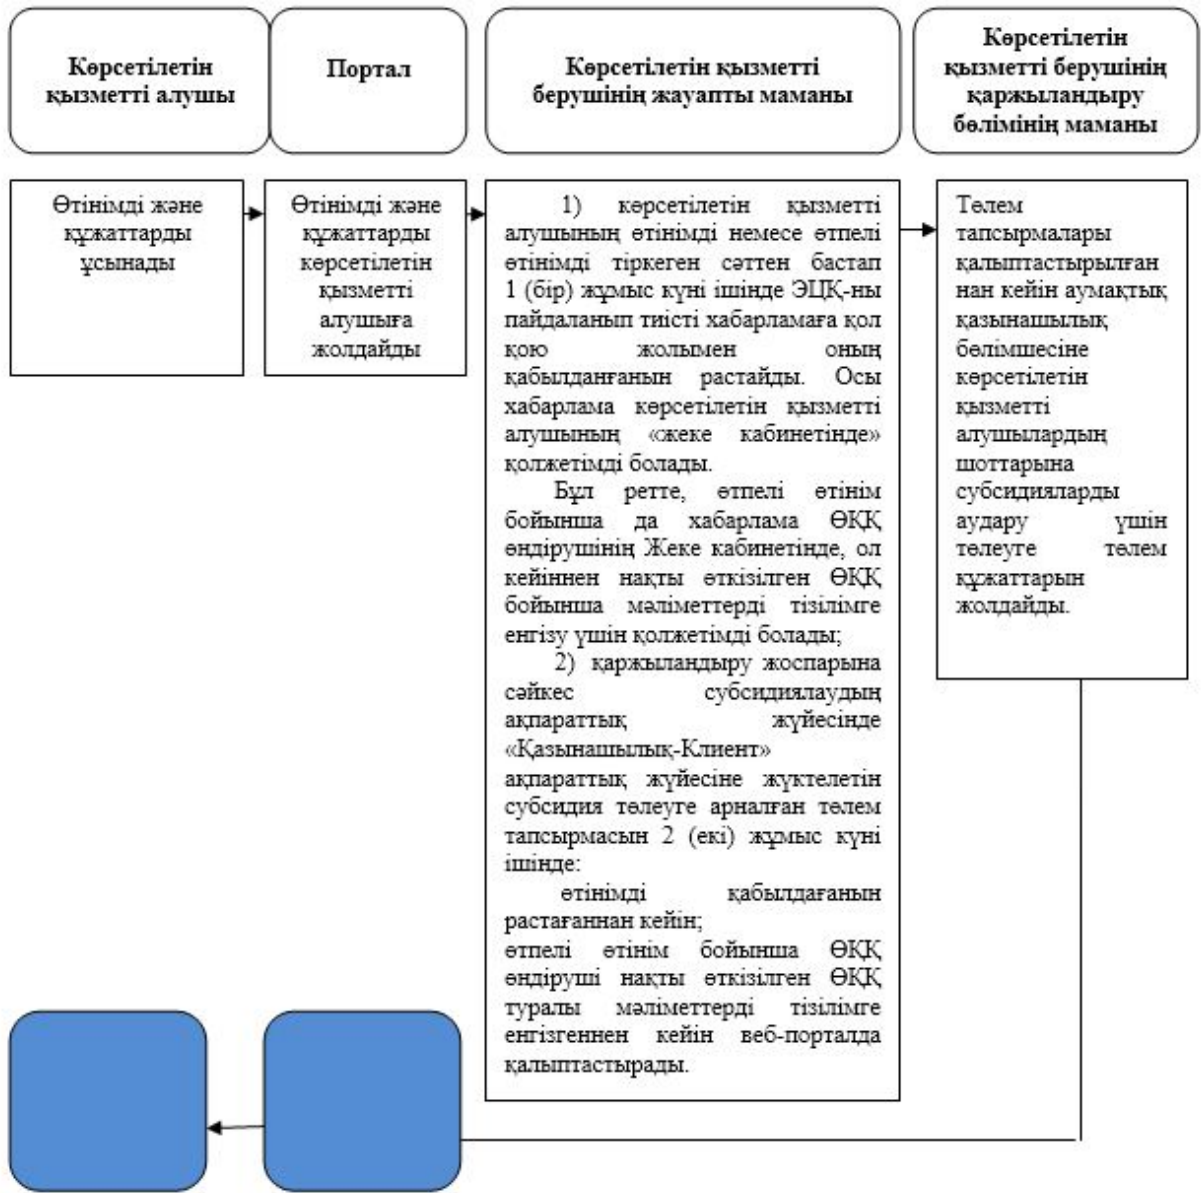 Көрсетілетін
қызметті алушы
Портал
Көрсетілетін қызметті
берушінің жауапты маманы
Көрсетілетін
қызметті берушінің
қаржыландыру
бөлімінің маманы
Өтінімді және
құжаттарды
ұсынады
Өтінімді және
құжаттарды
көрсетілетін
қызметті
алушыға
жолдайды
1) көрсетілетін қызметті
алушының өтінімді немесе өтпелі
өтінімді тіркеген сәттен бастап
1 (бір) жұмыс күні ішінде ЭЦҚ-ны
пайдаланып тиісті хабарламаға қол
қою жолымен оның
қабылданғанын растайды. Осы
хабарлама көрсетілетін қызметті
алушының «жеке кабинетінде»
қолжетімді болады.
Бұл ретте, өтпелі өтінім
бойынша да хабарлама ӨҚҚ
өндірушінің Жеке кабинетінде, ол
кейіннен нақты өткізілген ӨҚҚ
бойынша мәліметтерді тізілімге
енгізу үшін қолжетімді болады;
2) қаржыландыру жоспарына
сәйкес субсидиялаудың
ақпараттық жүйесінде
«Қазынашылық-Клиент»
ақпараттық жүйесіне жүктелетін
субсидия төлеуге арналған төлем
тапсырмасын 2 (екі) жұмыс күні
ішінде:
өтінімді қабылдағанын
растағаннан кейін;
өтпелі өтінім бойынша ӨҚҚ
өндіруші нақты өткізілген ӨҚҚ
туралы мәліметтерді тізілімге
енгізгеннен кейін веб-порталда
қалыптастырады.
Төлем
тапсырмалары
қалыптастырылған
нан кейін аумақтық
қазынашылық
бөлімшесіне
көрсетілетін
қызметті
алушылардың
шоттарына
субсидияларды
аудару үшін
төлеуге төлем
құжаттарын
жолдайды.